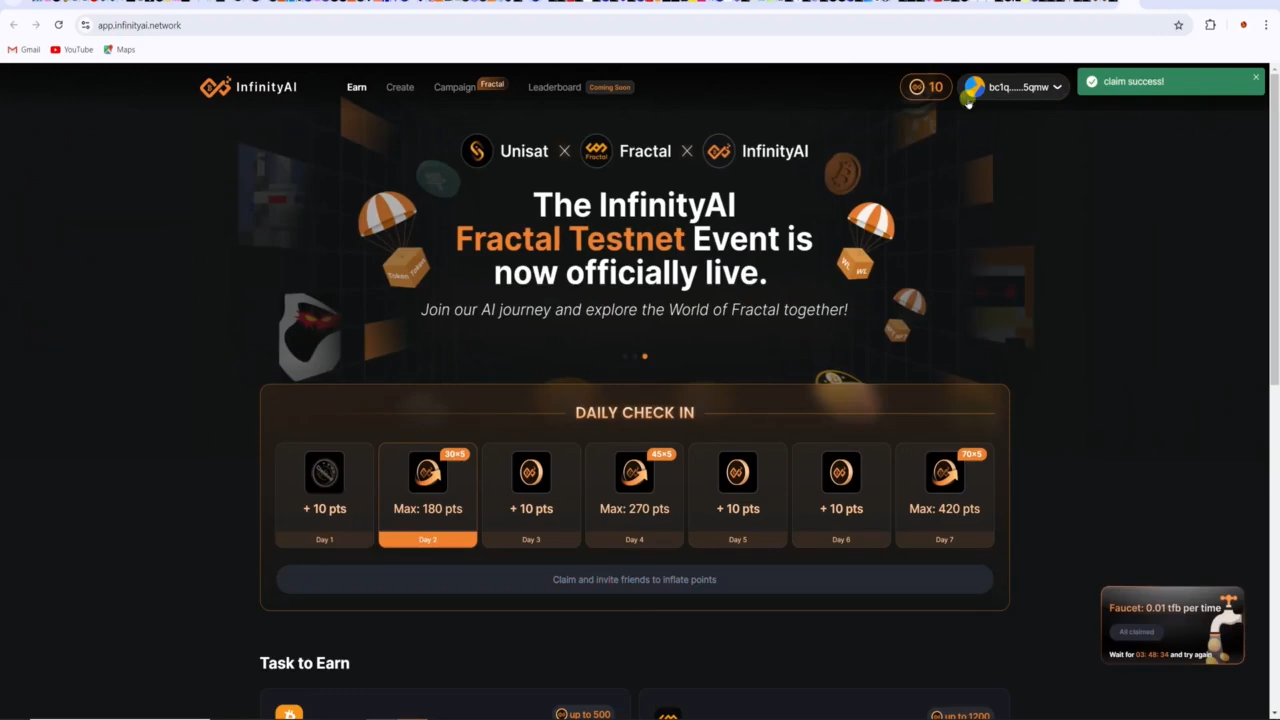 app.infinityai.network
Gmail YouTube Maps
InfinityAI Earn Create Campaign Fractal Leaderboard Coming Soon 10 bc1q......5qmw claim success!
Unisat Fractal InfinityAI
The InfinityAI
Fractal Testnet Event is
now officially live.
Join our AI journey and explore the World of Fractal together!
Token Token
WL WL
DAILY CHECK IN
30×5 45×5 70×5
+ 10 pts Max: 180 pts + 10 pts Max: 270 pts + 10 pts + 10 pts Max: 420 pts
Day 1 Day 2 Day 3 Day 4 Day 5 Day 6 Day 7
Claim and invite friends to inflate points
Faucet: 0.01 tfb per time
All claimed
Wait for 03: 48: 34 and try again
Task to Earn
up to 500 up to 1200